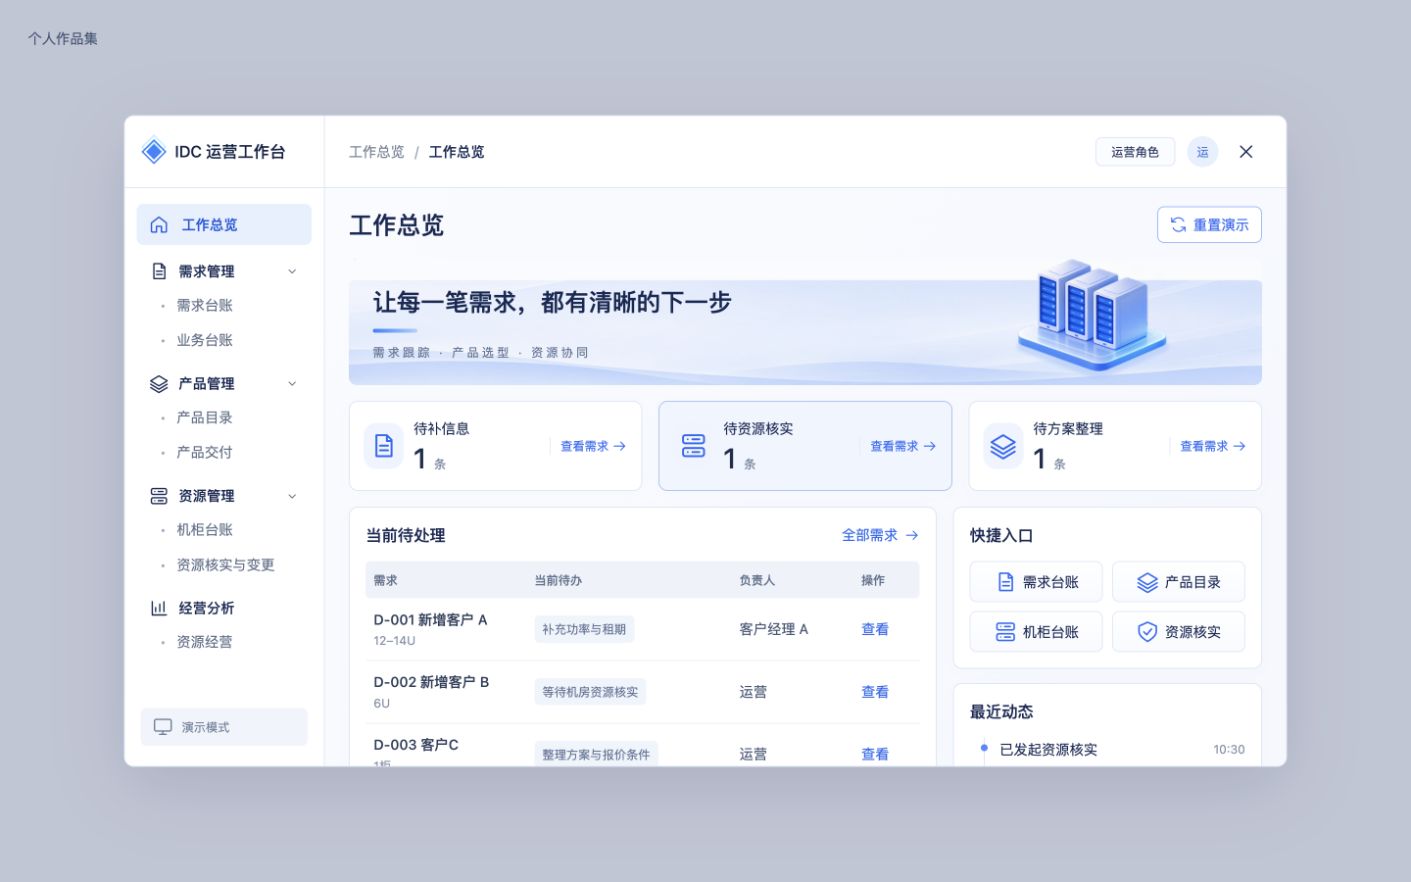 个人作品集
IDC 运营工作台
工作总览 / 工作总览
运营角色
运
工作总览
需求管理
需求台账
业务台账
产品管理
产品目录
产品交付
资源管理
机柜台账
资源核实与变更
经营分析
资源经营
演示模式
工作总览
重置演示
让每一笔需求，都有清晰的下一步
需求跟踪 · 产品选型 · 资源协同
待补信息
1 条
查看需求
待资源核实
1 条
查看需求
待方案整理
1 条
查看需求
当前待处理
全部需求
需求 当前待办 负责人 操作
D-001 新增客户 A
12–14U
补充功率与租期
客户经理 A
查看
D-002 新增客户 B
6U
等待机房资源核实
运营
查看
D-003 客户C
1柜
整理方案与报价条件
运营
查看
快捷入口
需求台账
产品目录
机柜台账
资源核实
最近动态
已发起资源核实
10:30